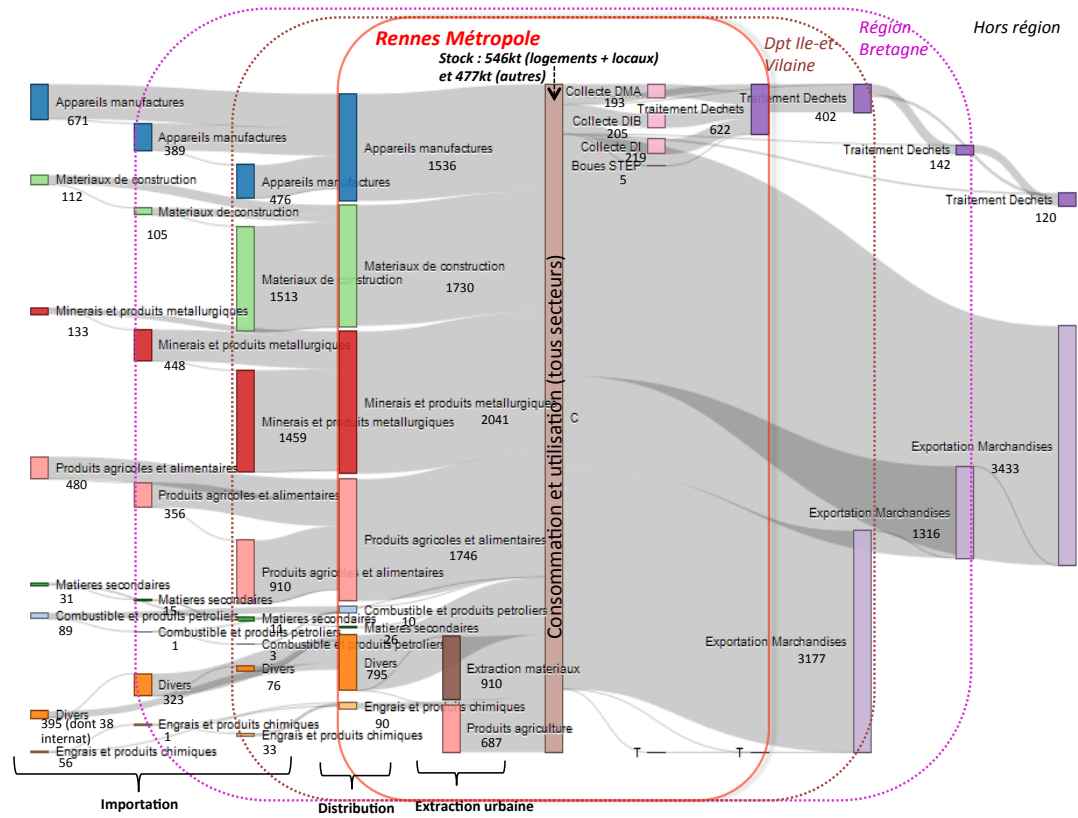 Rennes Métropole
Stock : 546kt (logements + locaux)
et 477kt (autres)
Dpt Ile-et-
Vilaine
Région
Bretagne
Hors région
Appareils manufactures
671
Appareils manufactures
389
Appareils manufactures
476
Appareils manufactures
1536
Materiaux de construction
112
Materiaux de construction
105
Materiaux de construction
1513
Materiaux de construction
1730
Minerais et produits metallurgiques
133
Minerais et produits metallurgiques
448
Minerais et produits metallurgiques
1459
Minerais et produits metallurgiques
2041
Produits agricoles et alimentaires
480
Produits agricoles et alimentaires
356
Produits agricoles et alimentaires
910
Produits agricoles et alimentaires
1746
Matieres secondaires
31
Matieres secondaires
15
Matieres secondaires
11
Matieres secondaires
26
Combustible et produits petroliers
89
Combustible et produits petroliers
1
Combustible et produits petroliers
3
Combustible et produits petroliers
10
Divers
395 (dont 38
internat)
Divers
323
Divers
76
Divers
795
Engrais et produits chimiques
56
Engrais et produits chimiques
1
Engrais et produits chimiques
33
Engrais et produits chimiques
90
Extraction materiaux
910
Produits agriculture
687
Consommation et utilisation (tous secteurs)
C
Collecte DMA
193
Collecte DIB
205
Collecte DI
219
Boues STEP
5
Traitement Dechets
622
Traitement Dechets
402
Traitement Dechets
142
Traitement Dechets
120
Exportation Marchandises
3433
Exportation Marchandises
1316
Exportation Marchandises
3177
T
T
Importation
Distribution
Extraction urbaine